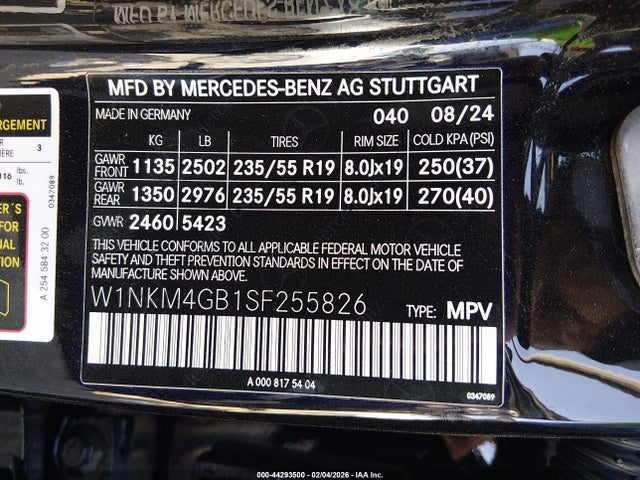 MFD BY MERCEDES-BENZ AG STUTTGART
MADE IN GERMANY 040 08/24
KG LB TIRES RIM SIZE COLD KPA (PSI)
GAWR FRONT 1135 2502 235/55 R19 8.0Jx19 250(37)
GAWR REAR 1350 2976 235/55 R19 8.0Jx19 270(40)
GVWR 2460 5423
THIS VEHICLE CONFORMS TO ALL APPLICABLE FEDERAL MOTOR VEHICLE
SAFETY AND THEFT PREVENTION STANDARDS IN EFFECT ON THE DATE OF
MANUFACTURE SHOWN ABOVE.
W1NKM4GB1SF255826 TYPE: MPV
A 000 817 54 04
0347089
3
lbs.
kg
0347089
A 254 584 32 00
000-44293500 - 02/04/2026 - IAA Inc.